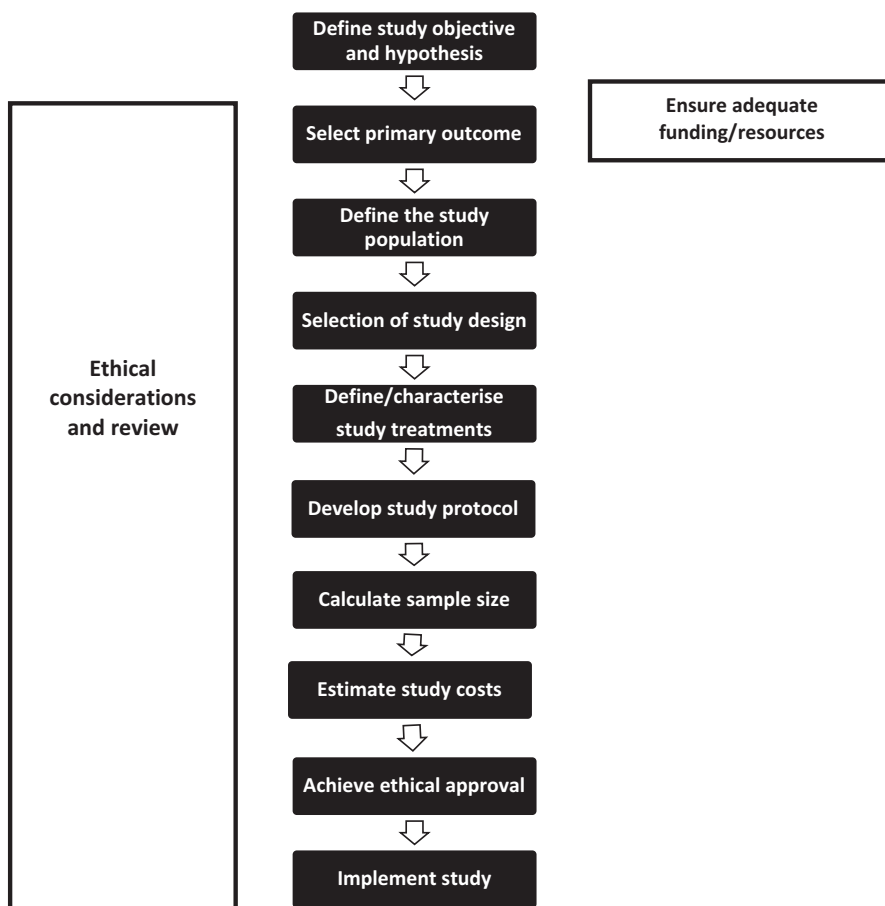 Define study objective
and hypothesis
Ensure adequate
funding/resources
Select primary outcome
Define the study
population
Selection of study design
Ethical
considerations
and review
Define/characterise
study treatments
Develop study protocol
Calculate sample size
Estimate study costs
Achieve ethical approval
Implement study